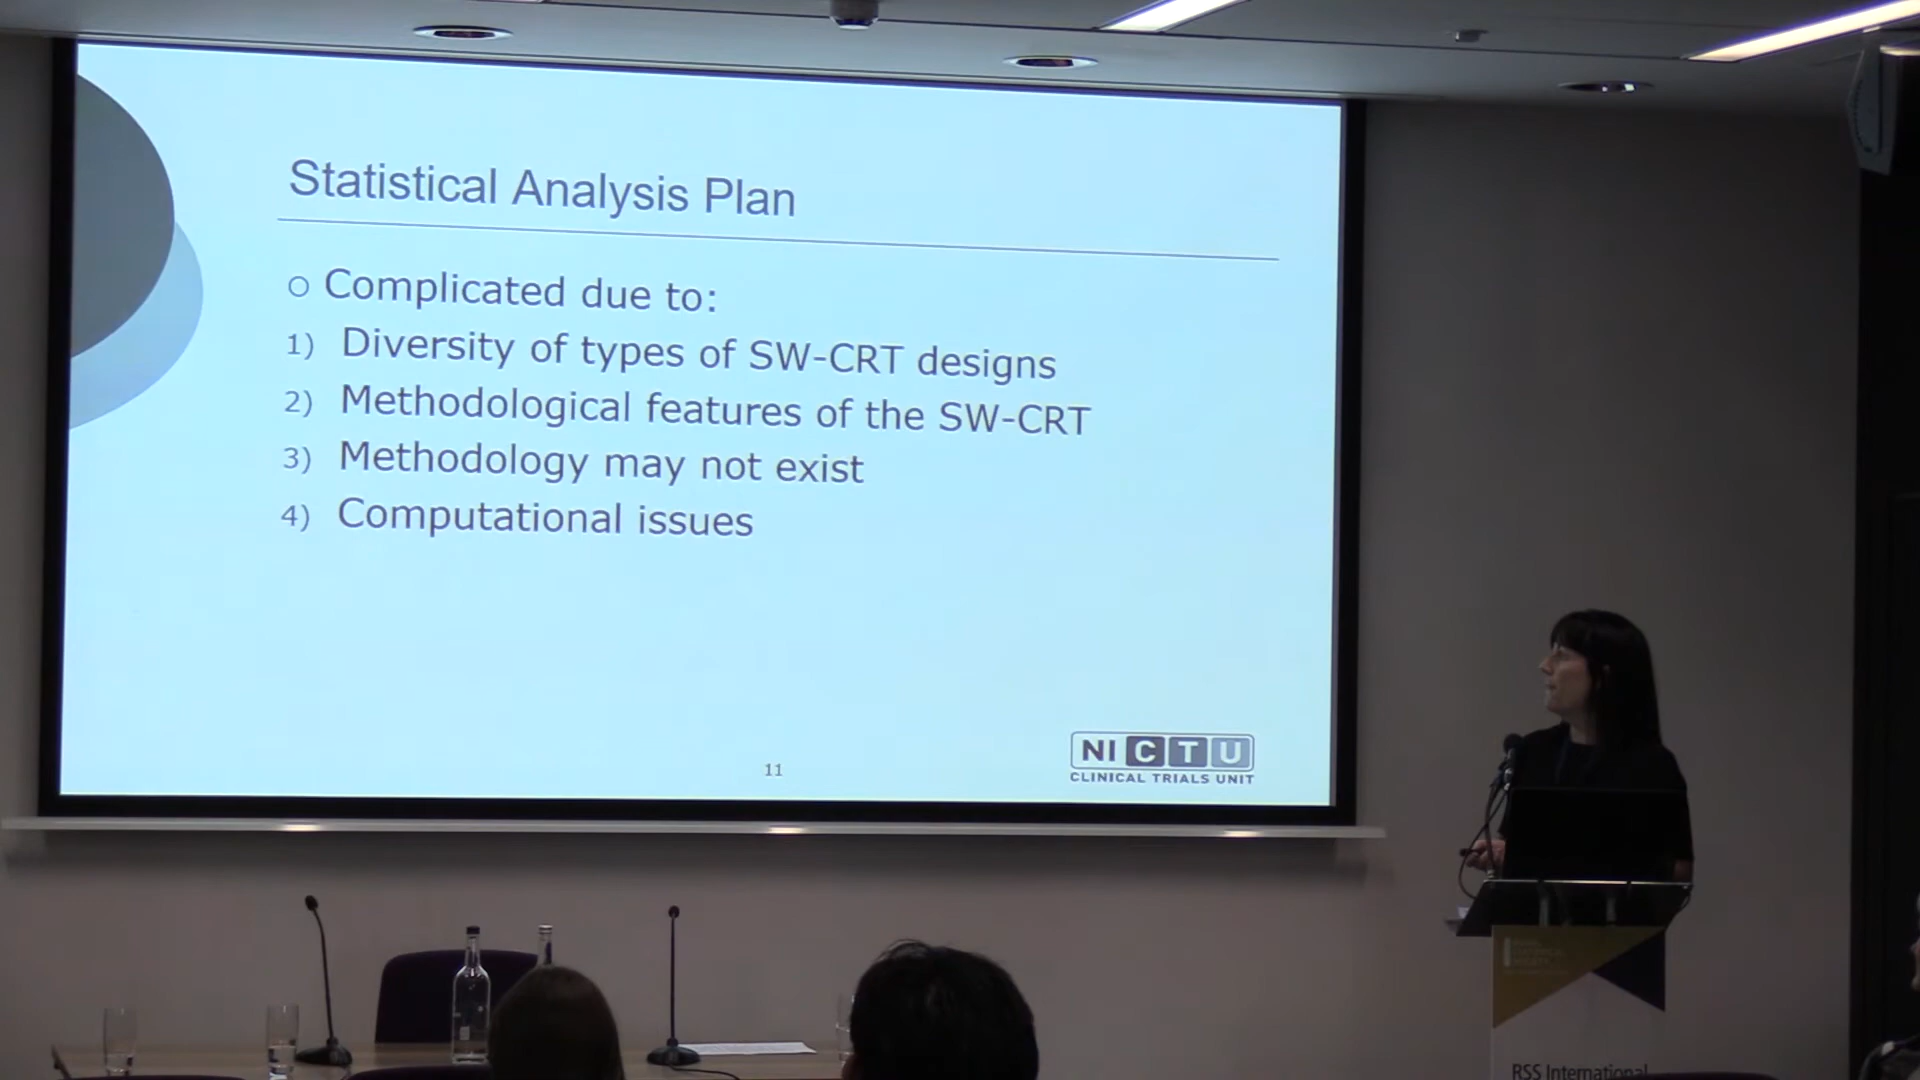 Statistical Analysis Plan
Complicated due to:
1) Diversity of types of SW-CRT designs
2) Methodological features of the SW-CRT
3) Methodology may not exist
4) Computational issues
11
NI CTU
CLINICAL TRIALS UNIT
RSS International